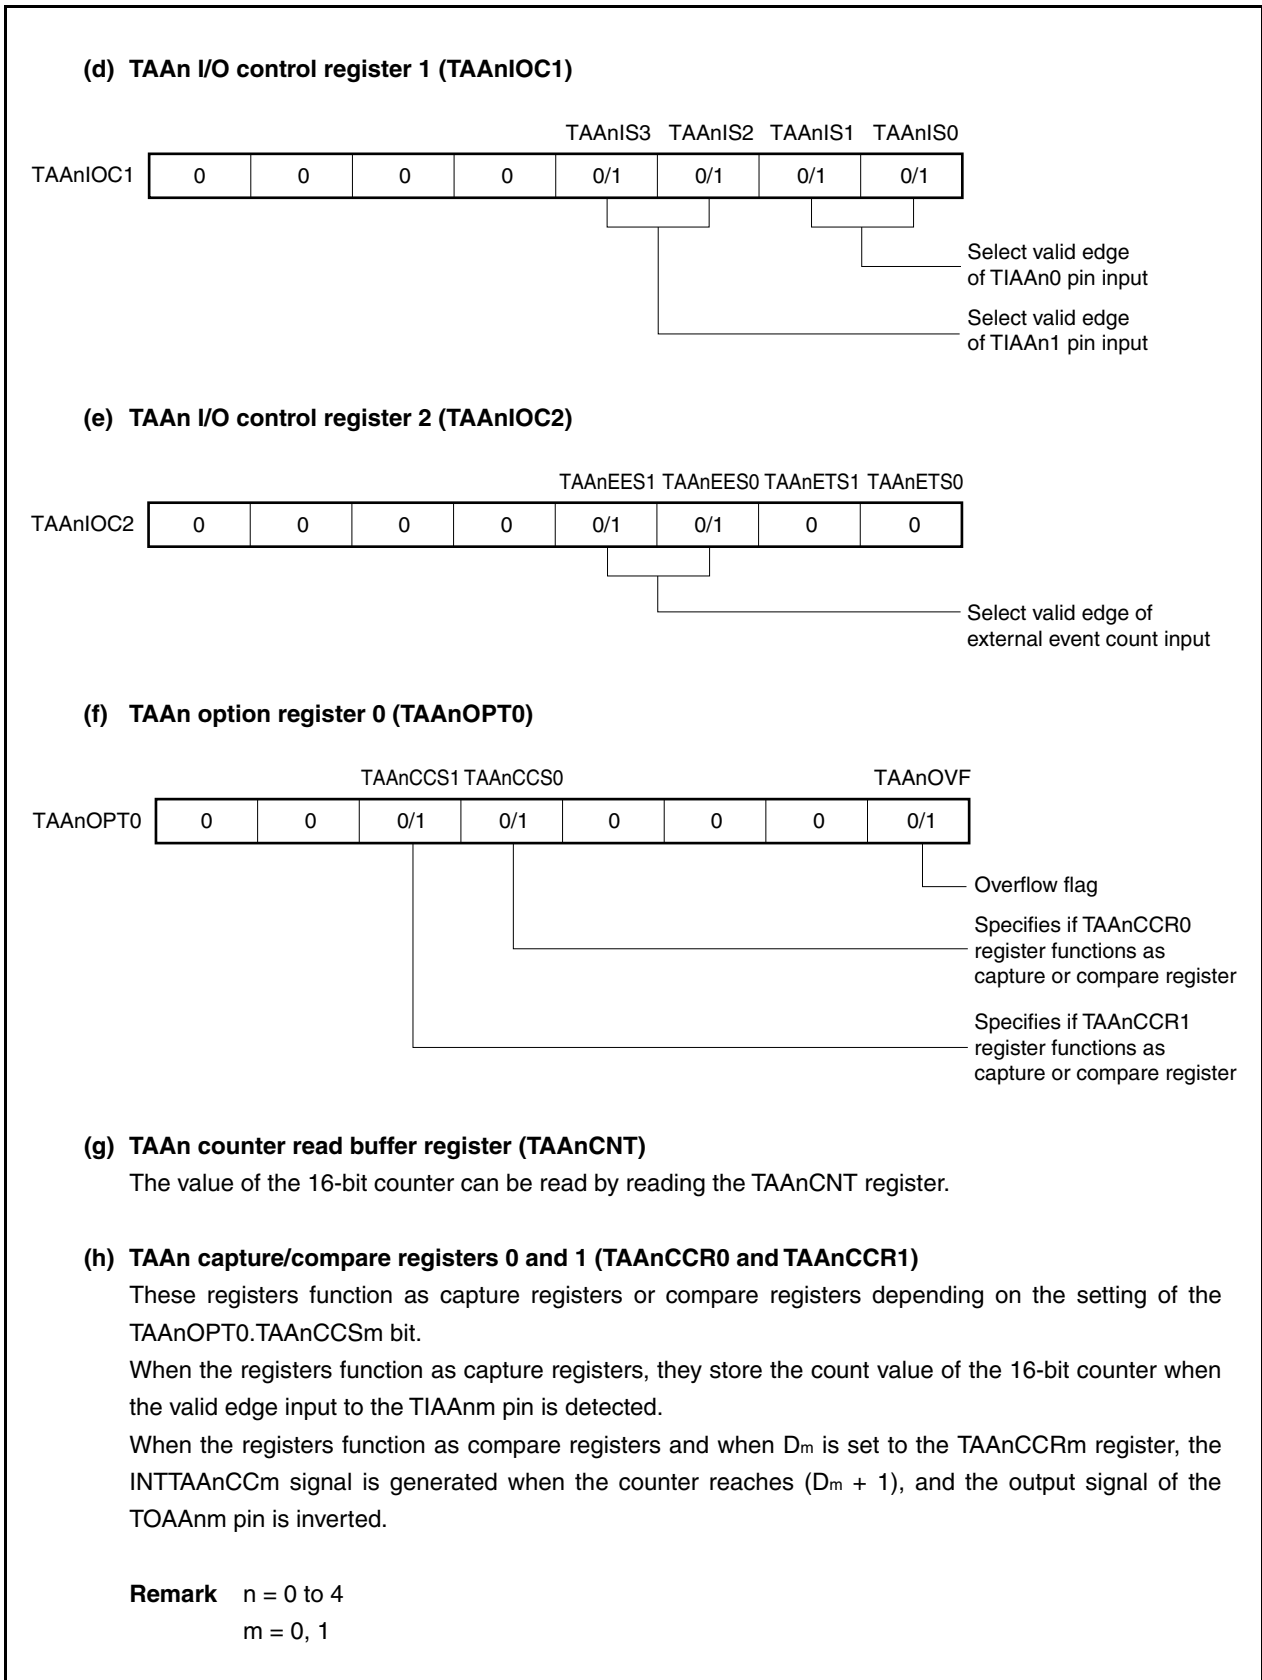 (d) TAAn I/O control register 1 (TAAnIOC1)
TAAnIS3 TAAnIS2 TAAnIS1 TAAnIS0
TAAnIOC1 0 0 0 0 0/1 0/1 0/1 0/1
Select valid edge
of TIAAn0 pin input
Select valid edge
of TIAAn1 pin input
(e) TAAn I/O control register 2 (TAAnIOC2)
TAAnEES1 TAAnEES0 TAAnETS1 TAAnETS0
TAAnIOC2 0 0 0 0 0/1 0/1 0 0
Select valid edge of
external event count input
(f) TAAn option register 0 (TAAnOPT0)
TAAnCCS1 TAAnCCS0 TAAnOVF
TAAnOPT0 0 0 0/1 0/1 0 0 0 0/1
Overflow flag
Specifies if TAAnCCR0
register functions as
capture or compare register
Specifies if TAAnCCR1
register functions as
capture or compare register
(g) TAAn counter read buffer register (TAAnCNT)
The value of the 16-bit counter can be read by reading the TAAnCNT register.
(h) TAAn capture/compare registers 0 and 1 (TAAnCCR0 and TAAnCCR1)
These registers function as capture registers or compare registers depending on the setting of the
TAAnOPT0.TAAnCCSm bit.
When the registers function as capture registers, they store the count value of the 16-bit counter when
the valid edge input to the TIAAnm pin is detected.
When the registers function as compare registers and when Dm is set to the TAAnCCRm register, the
INTTAAnCCm signal is generated when the counter reaches (Dm + 1), and the output signal of the
TOAAnm pin is inverted.
Remark n = 0 to 4
m = 0, 1